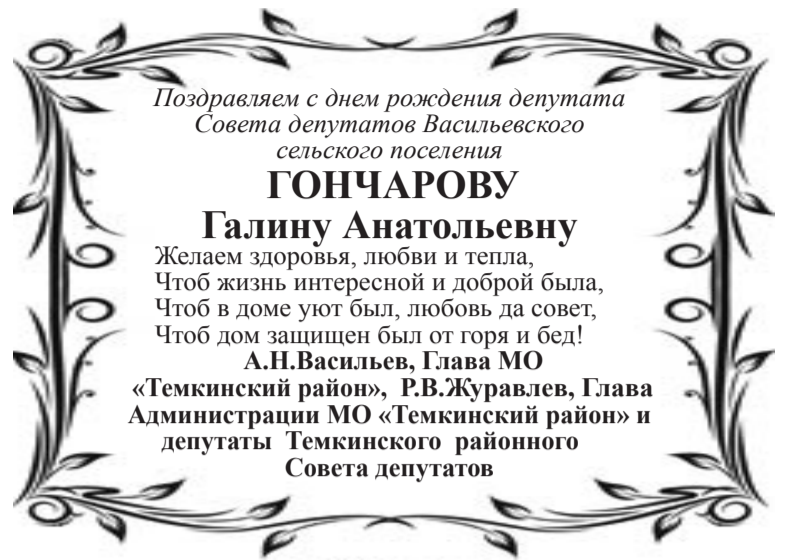 Поздравляем с днем рождения депутата
Совета депутатов Васильевского
сельского поселения
ГОНЧАРОВУ
Галину Анатольевну
Желаем здоровья, любви и тепла,
Чтоб жизнь интересной и доброй была,
Чтоб в доме уют был, любовь да совет,
Чтоб дом защищен был от горя и бед!
А.Н.Васильев, Глава МО
«Темкинский район», Р.В.Журавлев, Глава
Администрации МО «Темкинский район» и
депутаты Темкинского районного
Совета депутатов